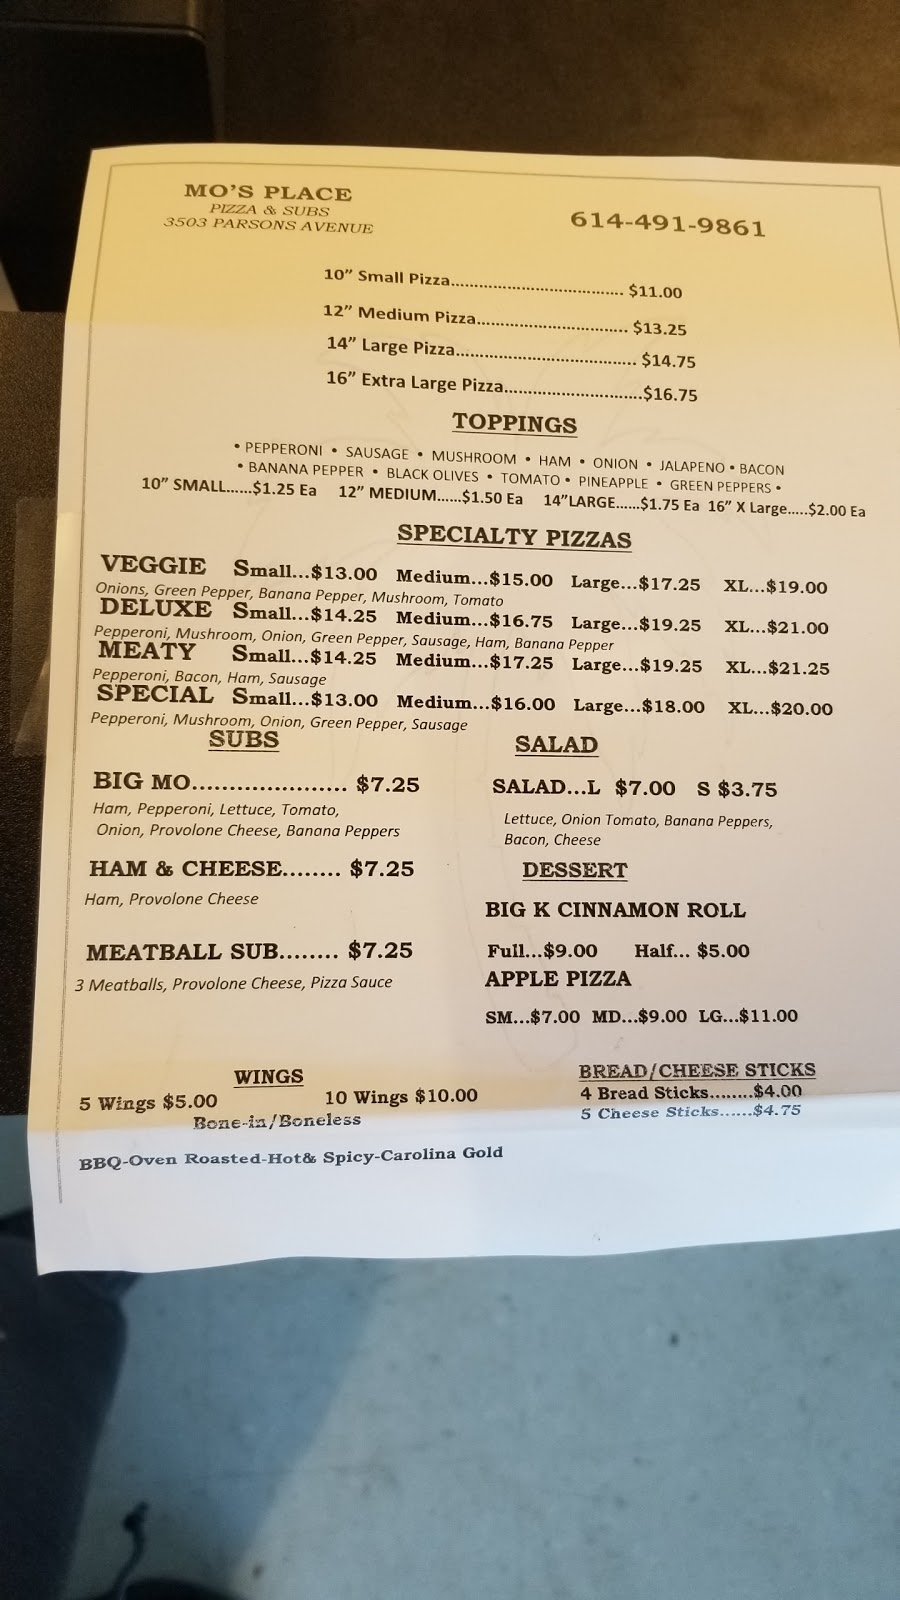 MO'S PLACE
PIZZA & SUBS
3503 PARSONS AVENUE
614-491-9861
10" Small Pizza..................................... $11.00
12" Medium Pizza................................ $13.25
14" Large Pizza...................................... $14.75
16" Extra Large Pizza.............................$16.75
TOPPINGS
• PEPPERONI • SAUSAGE • MUSHROOM • HAM • ONION • JALAPENO • BACON
• BANANA PEPPER • BLACK OLIVES • TOMATO • PINEAPPLE • GREEN PEPPERS •
10" SMALL......$1.25 Ea 12" MEDIUM......$1.50 Ea 14"LARGE......$1.75 Ea 16" X Large.....$2.00 Ea
SPECIALTY PIZZAS
VEGGIE Small...$13.00 Medium...$15.00 Large...$17.25 XL...$19.00
Onions, Green Pepper, Banana Pepper, Mushroom, Tomato
DELUXE Small...$14.25 Medium...$16.75 Large...$19.25 XL...$21.00
Pepperoni, Mushroom, Onion, Green Pepper, Sausage, Ham, Banana Pepper
MEATY Small...$14.25 Medium...$17.25 Large...$19.25 XL...$21.25
Pepperoni, Bacon, Ham, Sausage
SPECIAL Small...$13.00 Medium...$16.00 Large...$18.00 XL...$20.00
Pepperoni, Mushroom, Onion, Green Pepper, Sausage
SUBS
BIG MO...................... $7.25
Ham, Pepperoni, Lettuce, Tomato,
Onion, Provolone Cheese, Banana Peppers
HAM & CHEESE........ $7.25
Ham, Provolone Cheese
MEATBALL SUB........ $7.25
3 Meatballs, Provolone Cheese, Pizza Sauce
SALAD
SALAD...L $7.00 S $3.75
Lettuce, Onion Tomato, Banana Peppers,
Bacon, Cheese
DESSERT
BIG K CINNAMON ROLL
Full...$9.00 Half... $5.00
APPLE PIZZA
SM...$7.00 MD...$9.00 LG...$11.00
WINGS
5 Wings $5.00 10 Wings $10.00
Bone-in/Boneless
BBQ-Oven Roasted-Hot& Spicy-Carolina Gold
BREAD/CHEESE STICKS
4 Bread Sticks........$4.00
5 Cheese Sticks......$4.75